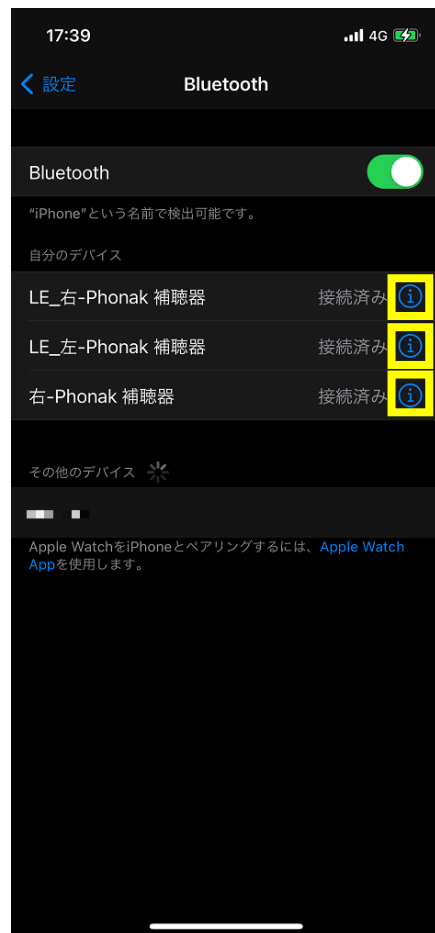 17:39
4G
設定
Bluetooth
Bluetooth
“iPhone”という名前で検出可能です。
自分のデバイス
LE_右-Phonak 補聴器 接続済み
LE_左-Phonak 補聴器 接続済み
右-Phonak 補聴器 接続済み
その他のデバイス
Apple WatchをiPhoneとペアリングするには、Apple Watch
Appを使用します。